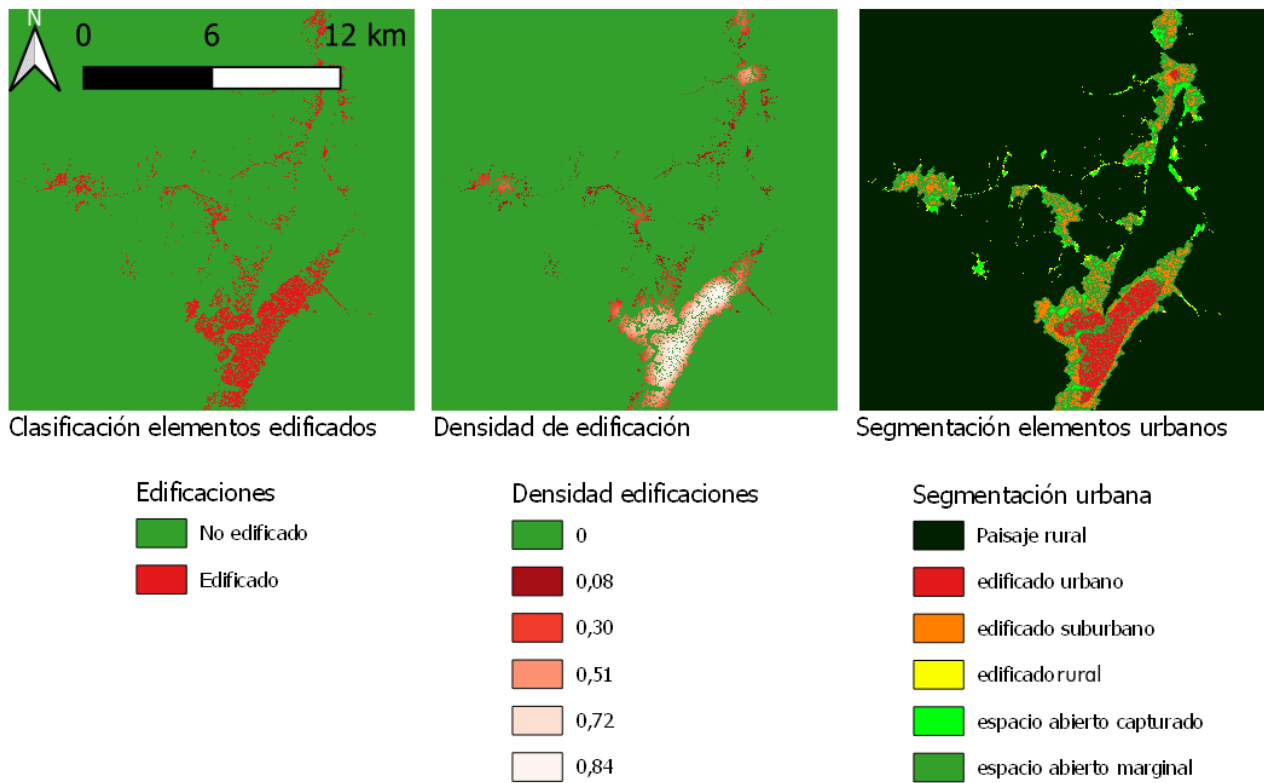 N
0 6 12 km
Clasificación elementos edificados
Densidad de edificación
Segmentación elementos urbanos
Edificaciones
No edificado
Edificado
Densidad edificaciones
0
0,08
0,30
0,51
0,72
0,84
Segmentación urbana
Paisaje rural
edificado urbano
edificado suburbano
edificado rural
espacio abierto capturado
espacio abierto marginal